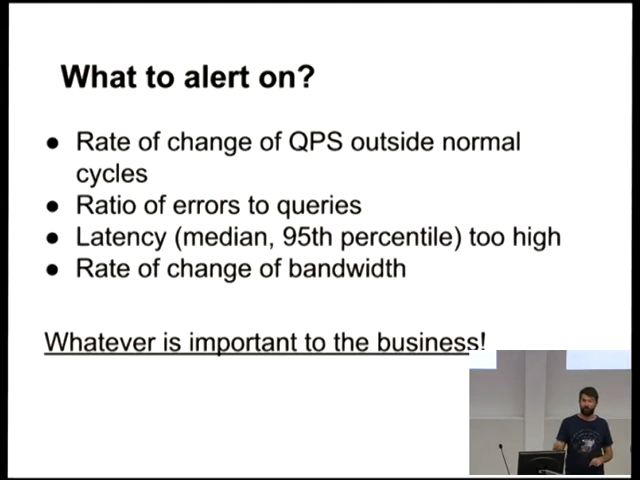 What to alert on?
● Rate of change of QPS outside normal
cycles
● Ratio of errors to queries
● Latency (median, 95th percentile) too high
● Rate of change of bandwidth
Whatever is important to the business!